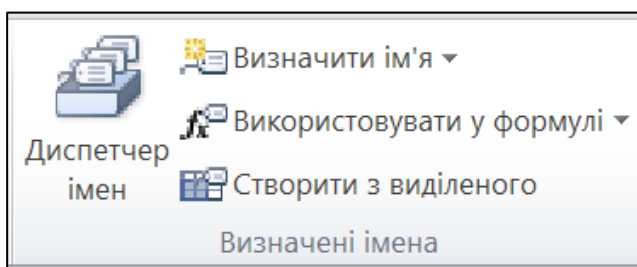 Диспетчер
імен
Визначити ім'я
Використовувати у формулі
Створити з виділеного
Визначені імена